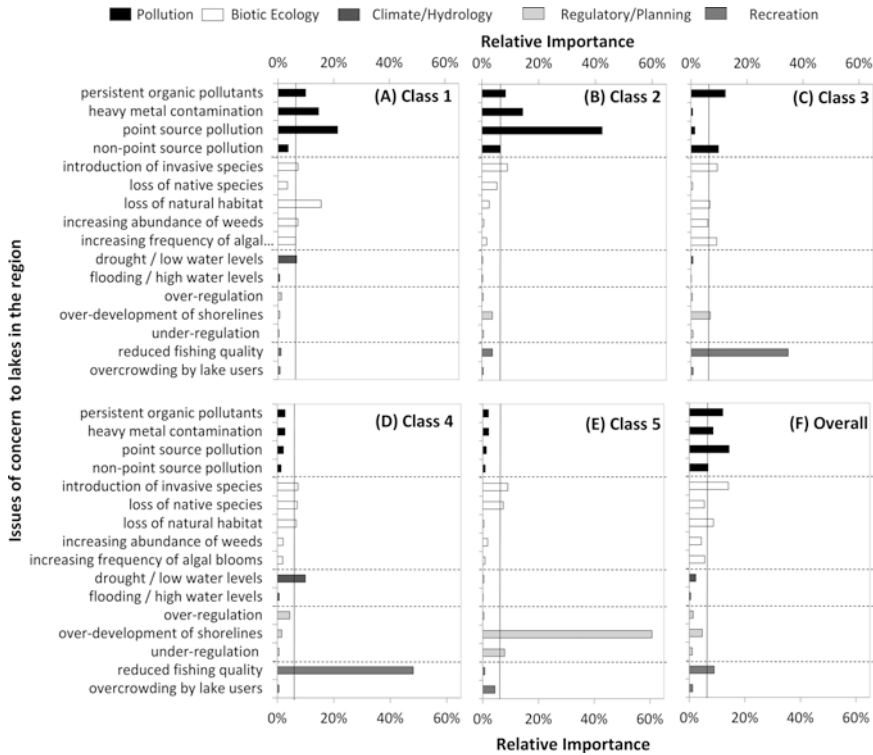 Pollution Biotic Ecology Climate/Hydrology Regulatory/Planning Recreation
Relative Importance
0% 20% 40% 60% 0% 20% 40% 60% 0% 20% 40% 60%
persistent organic pollutants
heavy metal contamination
point source pollution
non-point source pollution
introduction of invasive species
loss of native species
loss of natural habitat
increasing abundance of weeds
increasing frequency of algal...
drought / low water levels
flooding / high water levels
over-regulation
over-development of shorelines
under-regulation
reduced fishing quality
overcrowding by lake users
(A) Class 1
(B) Class 2
(C) Class 3
Issues of concern to lakes in the region
persistent organic pollutants
heavy metal contamination
point source pollution
non-point source pollution
introduction of invasive species
loss of native species
loss of natural habitat
increasing abundance of weeds
increasing frequency of algal blooms
drought / low water levels
flooding / high water levels
over-regulation
over-development of shorelines
under-regulation
reduced fishing quality
overcrowding by lake users
(D) Class 4
(E) Class 5
(F) Overall
0% 20% 40% 60% 0% 20% 40% 60% 0% 20% 40% 60%
Relative Importance